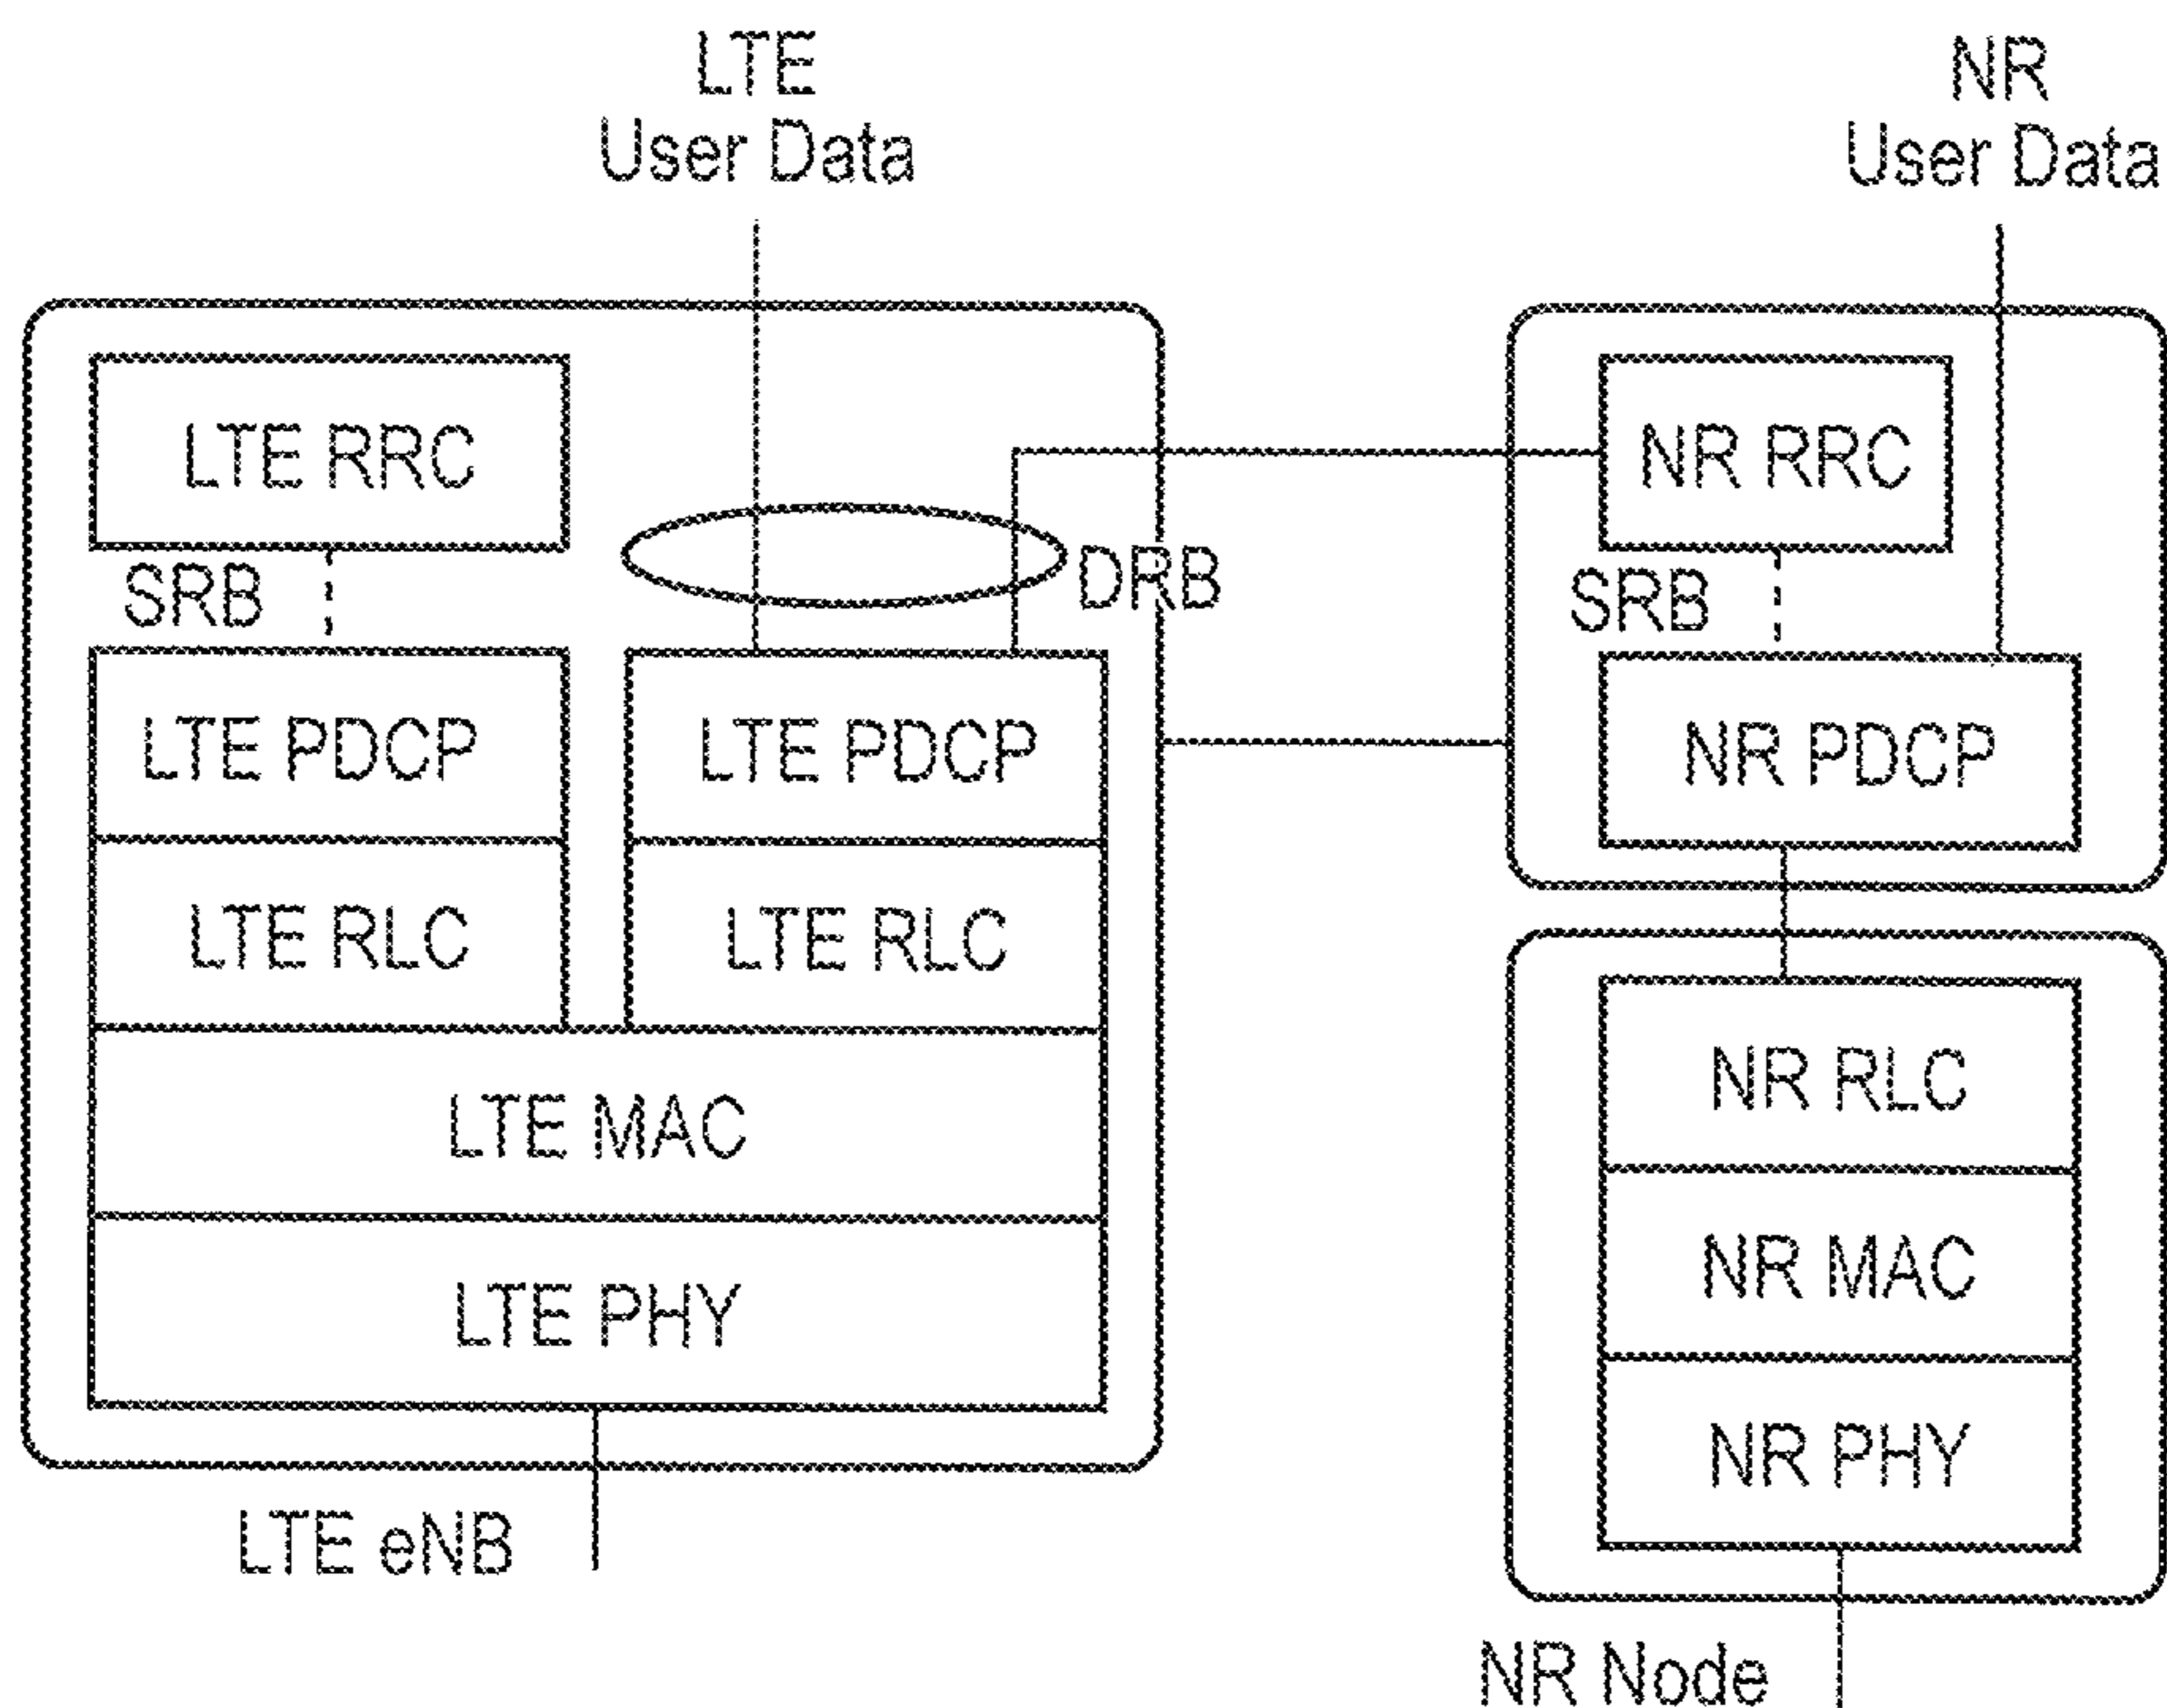 LTE
User Data
NR
User Data
LTE RRC
NR RRC
DRB
SRB
SRB
LTE PDCP
LTE PDCP
NR PDCP
LTE RLC
LTE RLC
NR RLC
LTE MAC
NR MAC
LTE PHY
NR PHY
LTE eNB
NR Node